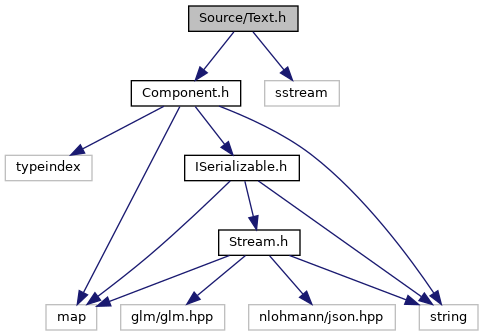 Source/Text.h
Component.h
sstream
typeindex
ISerializable.h
Stream.h
map
glm/glm.hpp
nlohmann/json.hpp
string